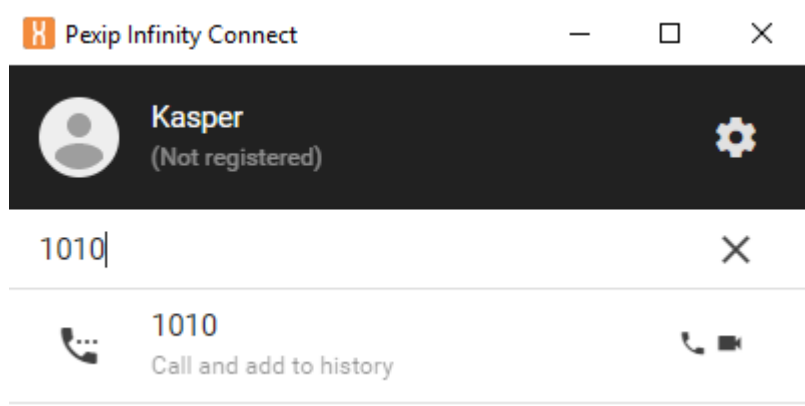 Pexip Infinity Connect
Kasper
(Not registered)
1010
1010
Call and add to history